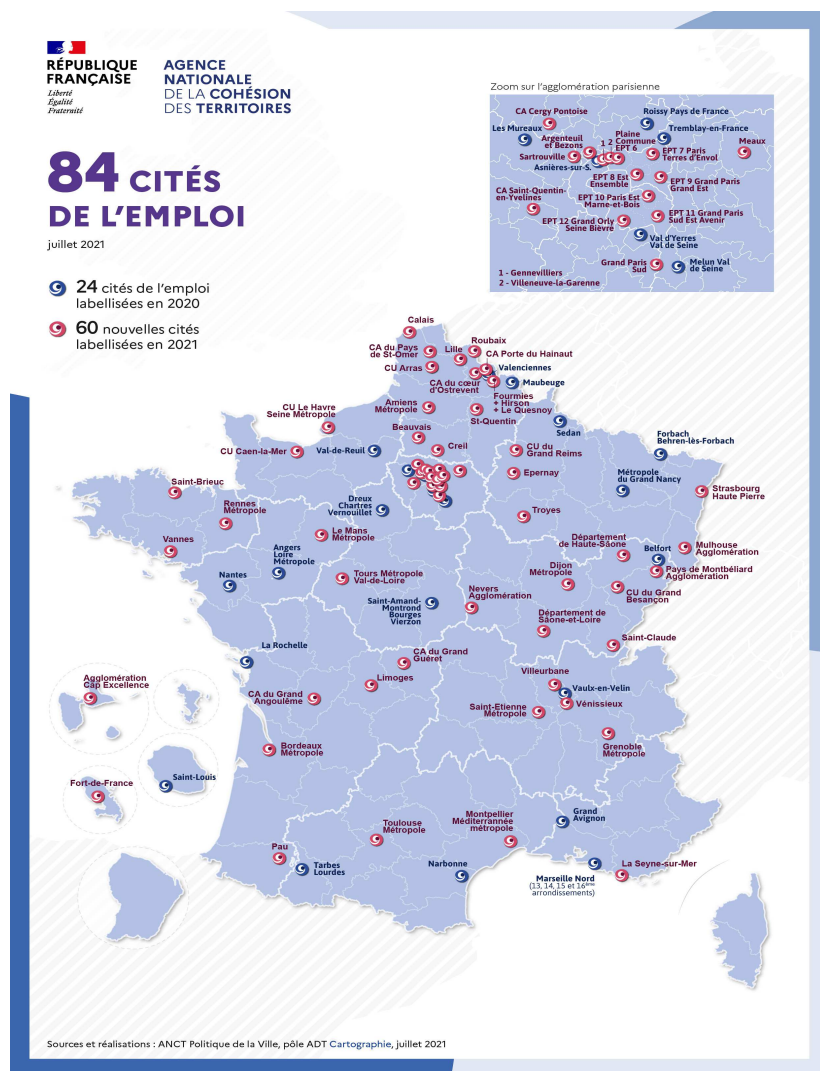 RÉPUBLIQUE
FRANÇAISE
Liberté
Égalité
Fraternité
AGENCE
NATIONALE
DE LA COHÉSION
DES TERRITOIRES
84 CITÉS
DE L'EMPLOI
juillet 2021
24 cités de l'emploi
labellisées en 2020
60 nouvelles cités
labellisées en 2021
Zoom sur l'agglomération parisienne
CA Cergy Pontoise
Roissy Pays de France
Les Mureaux
Tremblay-en-France
Argenteuil
et Bezons
1
2
Plaine
Commune
EPT 6
Meaux
Sartrouville
EPT 7 Paris
Terres d'Envol
Asnières-sur-S.
EPT 8 Est
Ensemble
EPT 9 Grand Paris
Grand Est
CA Saint-Quentin-
en-Yvelines
EPT 10 Paris Est
Marne-et-Bois
EPT 11 Grand Paris
Sud Est Avenir
EPT 12 Grand Orly
Seine Bièvre
Val d'Yerres
Val de Seine
Grand Paris
Sud
Melun Val
de Seine
1 - Gennevilliers
2 - Villeneuve-la-Garenne
Calais
CA du Pays
de St-Omer
Lille
Roubaix
CA Porte du Hainaut
CU Arras
Valenciennes
CA du cœur
d'Ostrevent
Maubeuge
Fourmies
+ Hirson
+ Le Quesnoy
Amiens
Métropole
CU Le Havre
Seine Métropole
St-Quentin
Beauvais
Sedan
Creil
CU Caen-la-Mer
Val-de-Reuil
CU du
Grand Reims
Forbach
Behren-lès-Forbach
Epernay
Métropole
du Grand Nancy
Saint-Brieuc
Strasbourg
Haute Pierre
Rennes
Métropole
Dreux
Chartres
Vernouillet
Troyes
Vannes
Le Mans
Métropole
Angers
Loire
Métropole
Département
de Haute-Saône
Belfort
Mulhouse
Agglomération
Nantes
Tours Métropole
Val-de-Loire
Dijon
Métropole
Pays de Montbéliard
Agglomération
Nevers
Agglomération
CU du Grand
Besançon
Saint-Amand-
Montrond
Bourges
Vierzon
Département de
Sâone-et-Loire
Saint-Claude
La Rochelle
CA du Grand
Guéret
Agglomération
Cap Excellence
Limoges
Villeurbane
Vaulx-en-Velin
CA du Grand
Angoulême
Saint-Etienne
Métropole
Vénissieux
Bordeaux
Métropole
Grenoble
Métropole
Saint-Louis
Fort-de-France
Toulouse
Métropole
Montpellier
Méditerrannée
métropole
Grand
Avignon
Pau
Tarbes
Lourdes
Narbonne
Marseille Nord
(13, 14, 15 et 16ème
arrondissements)
La Seyne-sur-Mer
Sources et réalisations : ANCT Politique de la Ville, pôle ADT Cartographie, juillet 2021